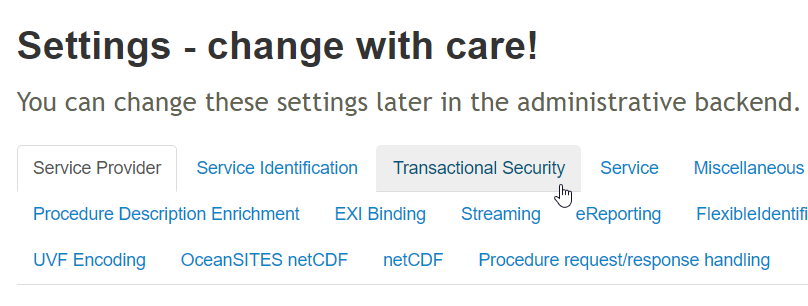 Settings - change with care!
You can change these settings later in the administrative backend.
Service Provider Service Identification Transactional Security Service Miscellaneous
Procedure Description Enrichment EXI Binding Streaming eReporting FlexibleIdentifi
UVF Encoding OceanSITES netCDF netCDF Procedure request/response handling